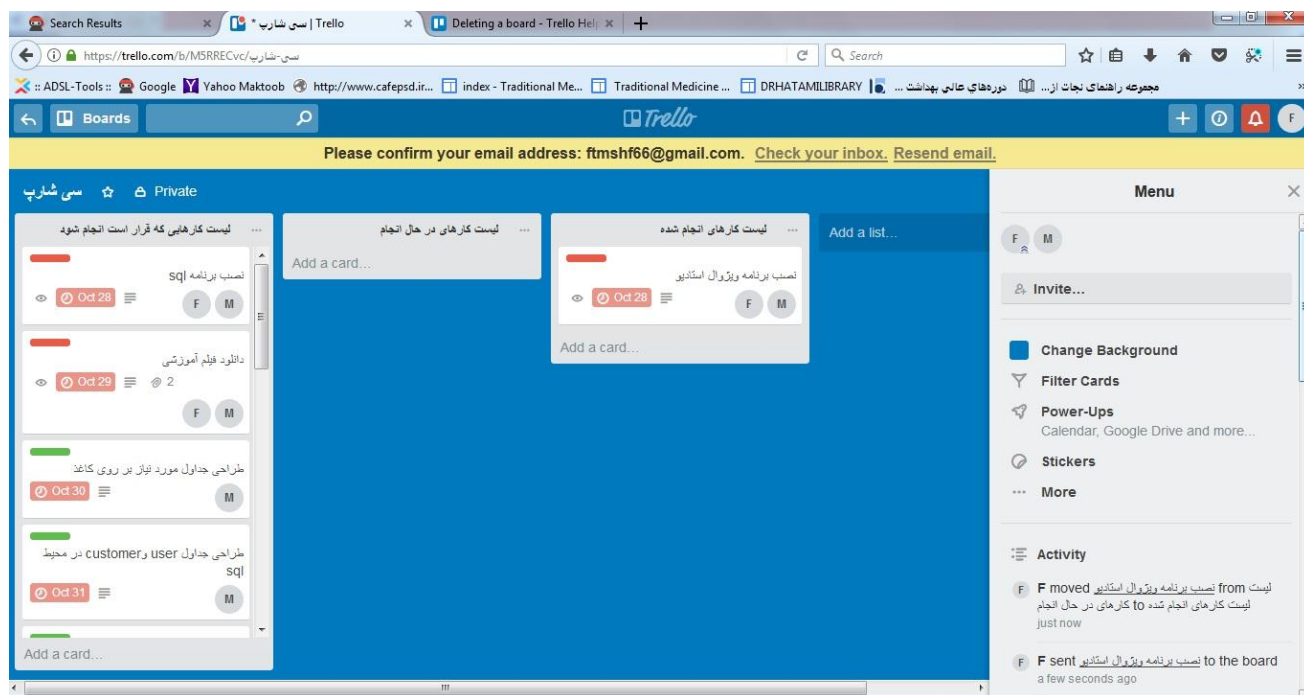 Search Results
سی شارپ | Trello *
Deleting a board - Trello Hel
https://trello.com/b/M5RRECvc/سی-شارپ
Search
:: ADSL-Tools :: Google Yahoo Maktoob http://www.cafepsd.ir... index - Traditional Me... Traditional Medicine ... DRHATAMILIBRARY دوره‌های عالی بهداشت ... مجموعه راهنمای نجات از...
Boards
Trello
F
Please confirm your email address: ftmshf66@gmail.com. Check your inbox. Resend email.
سی شارپ Private
لیست کارهایی که قرار است انجام شود ...
نصب برنامه sql
Oct 28
F M
دانلود فیلم آموزشی
Oct 29 2
F M
طراحی جداول مورد نیاز بر روی کاغذ
Oct 30
M
طراحی جداول user و customer در محیط
sql
Oct 31
M
Add a card...
لیست کارهای در حال انجام ...
Add a card...
لیست کارهای انجام شده ...
نصب برنامه ویژوال استادیو
Oct 28
F M
Add a card...
Add a list...
Menu
F M
Invite...
Change Background
Filter Cards
Power-Ups
Calendar, Google Drive and more...
Stickers
More
Activity
F F moved نصب برنامه ویژوال استادیو from لیست
کارهای در حال انجام to لیست کارهای انجام شده
just now
F F sent نصب برنامه ویژوال استادیو to the board
a few seconds ago